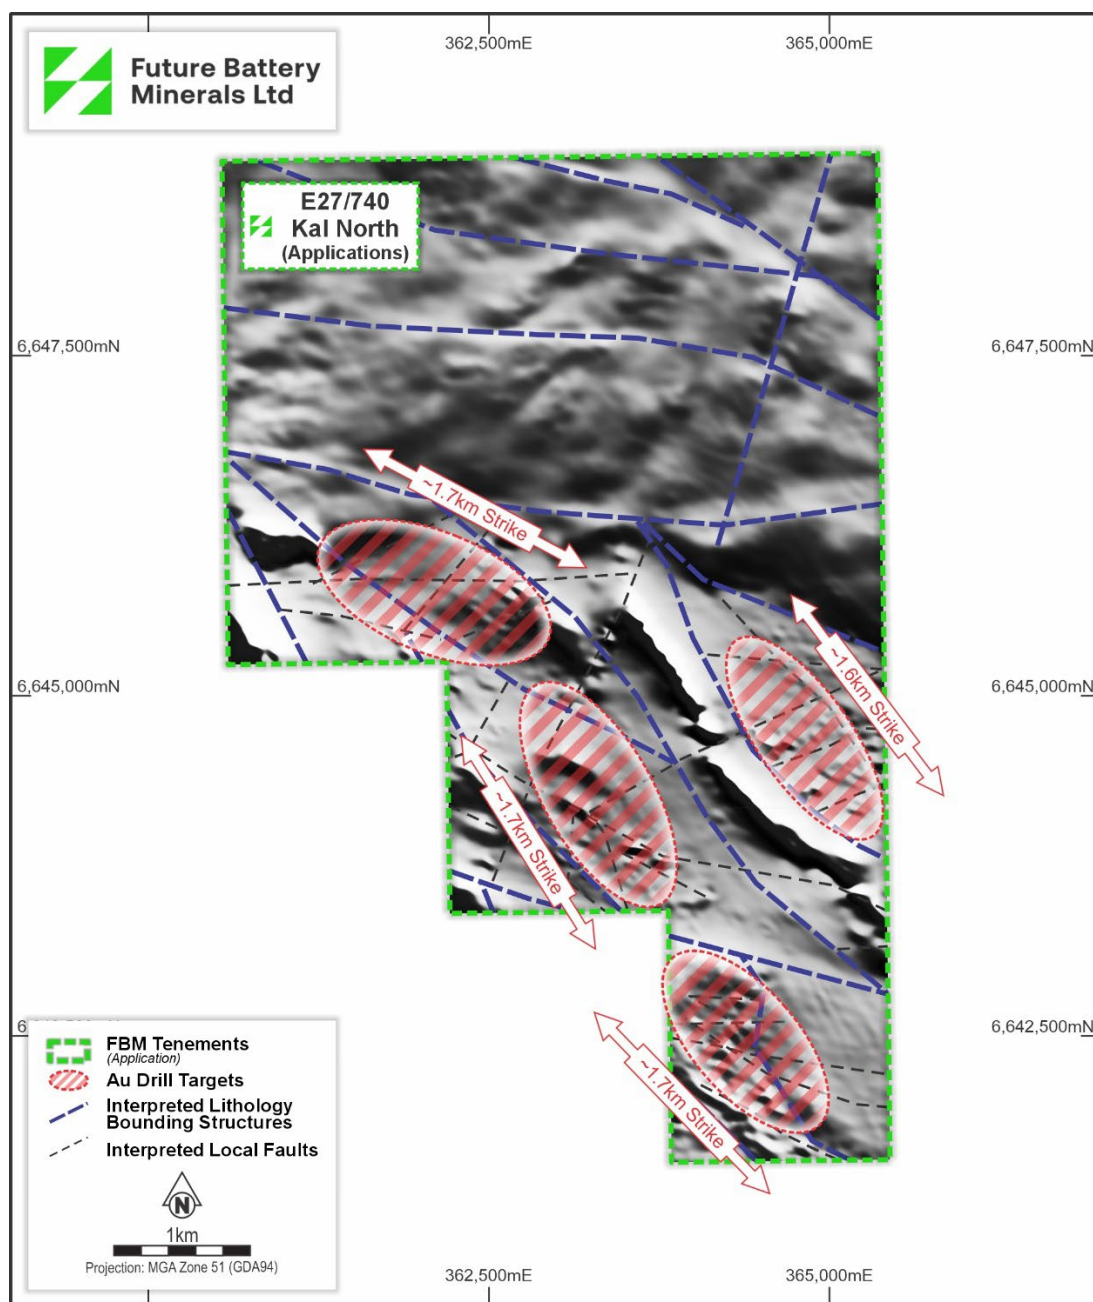 362,500mE
365,000mE
Future Battery
Minerals Ltd
E27/740
Kal North
(Applications)
6,647,500mN
6,647,500mN
~1.7km Strike
~1.6km Strike
6,645,000mN
6,645,000mN
~1.7km Strike
6,642,500mN
~1.7km Strike
FBM Tenements
(Application)
Au Drill Targets
Interpreted Lithology
Bounding Structures
Interpreted Local Faults
N
1km
Projection: MGA Zone 51 (GDA94)
362,500mE
365,000mE